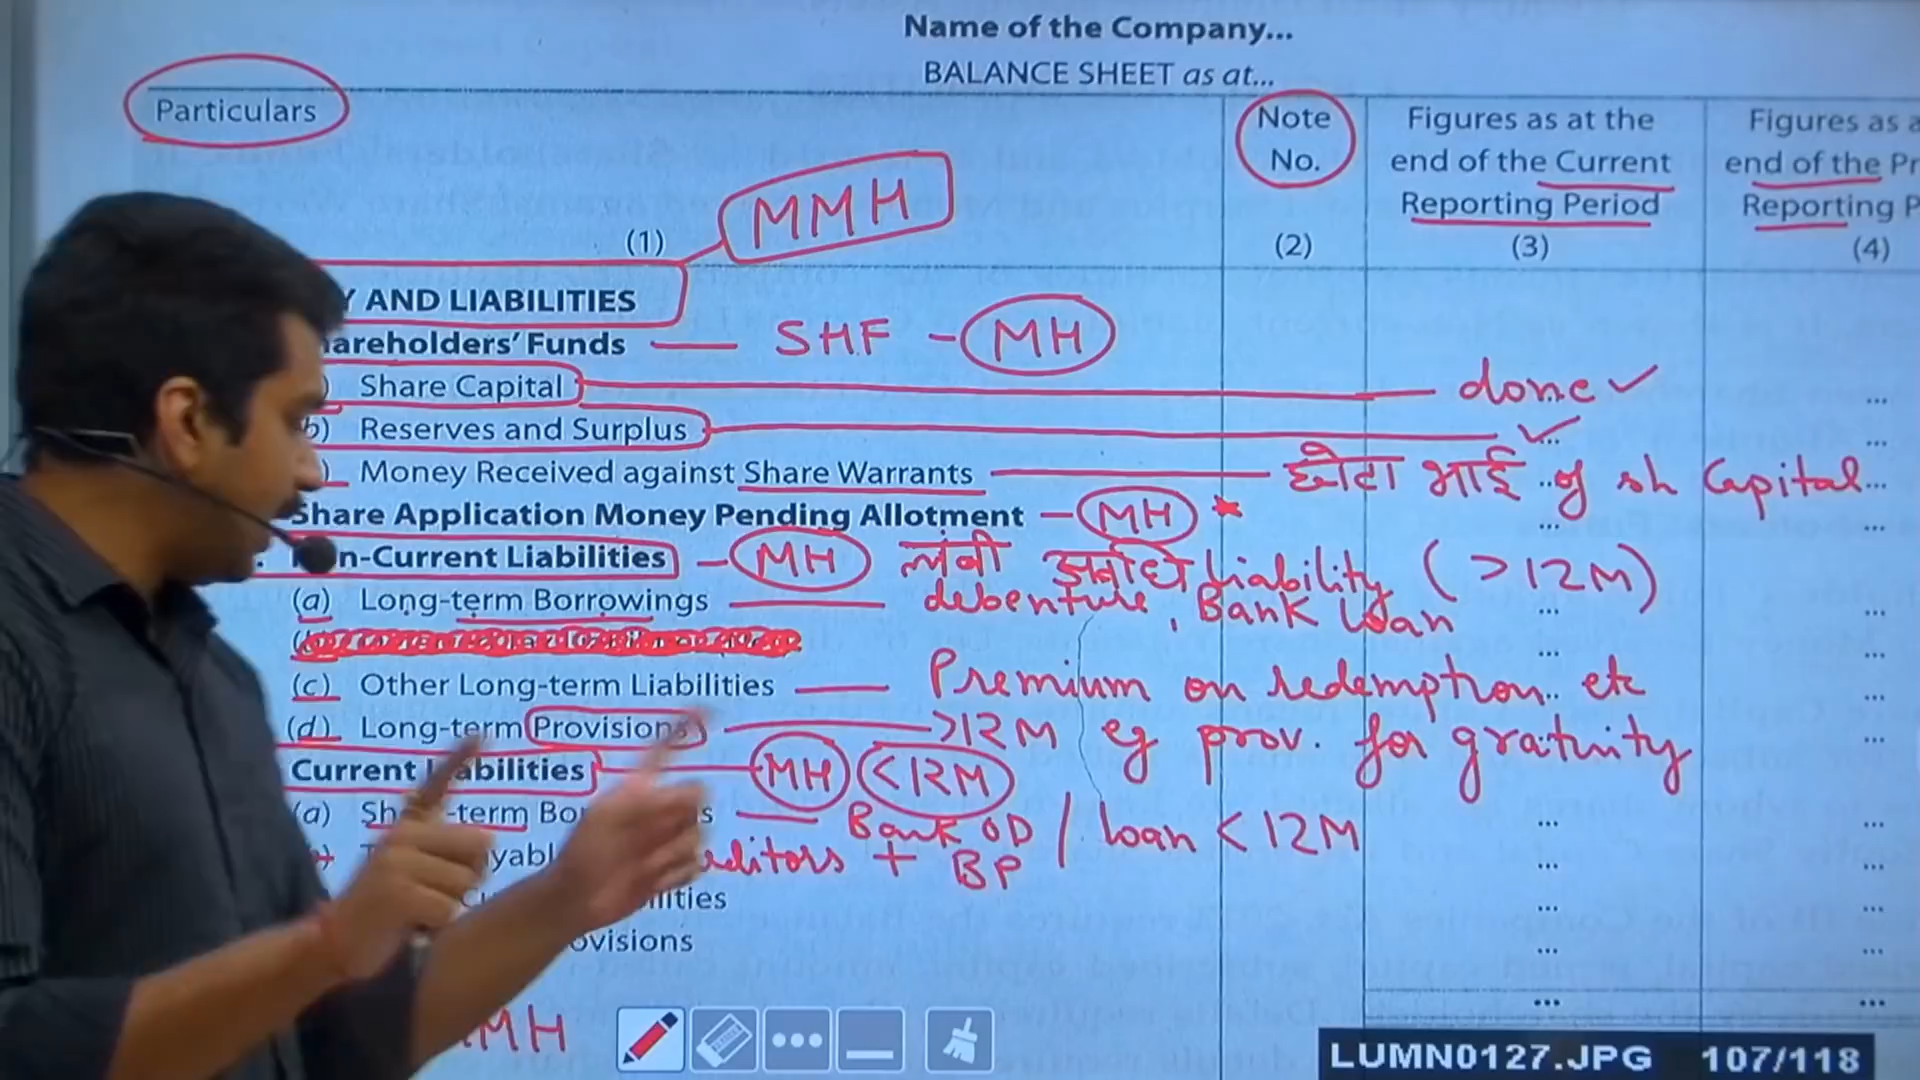 Name of the Company...
BALANCE SHEET as at...
Particulars
Note No.
Figures as at the end of the Current Reporting Period
Figures as a
end of the Pr
Reporting P
(1) MMH (2) (3) (4)
Y AND LIABILITIES
areholders' Funds — SHF - MH
) Share Capital — done ✓ ...
b) Reserves and Surplus ✓ ... ...
) Money Received against Share Warrants — छोटा भाई of sh Capital ...
Share Application Money Pending Allotment — MH * ... ...
n-Current Liabilities - MH लंबी अवधि liability (>12M)
(a) Long-term Borrowings — debenture, Bank loan ... ...
(c) Other Long-term Liabilities — Premium on redemption etc ...
(d) Long-term Provisions — >12M eg prov. for gratuity ...
Current abilities MH <12M
(a) Sh -term Bo s — Bank OD / loan < 12M ... ...
yabl editors + BP ... ...
ilities ... ...
ovisions ... ...
... ...
MH
LUMN0127.JPG 107/118